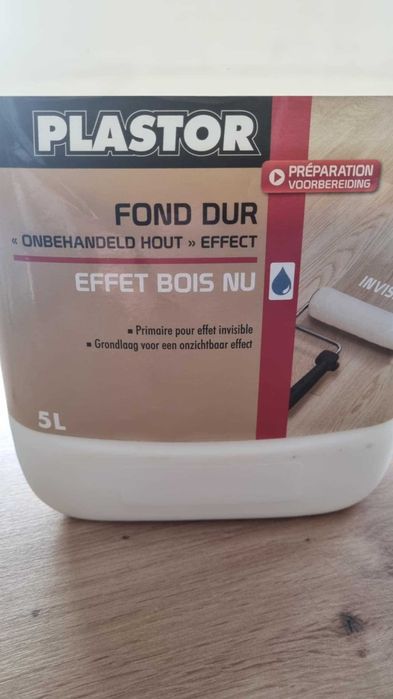 PLASTOR
PRÉPARATION
VOORBEREIDING
FOND DUR
« ONBEHANDELD HOUT » EFFECT
EFFET BOIS NU
INVIS
▪ Primaire pour effet invisible
▪ Grondlaag voor een onzichtbaar effect
5L